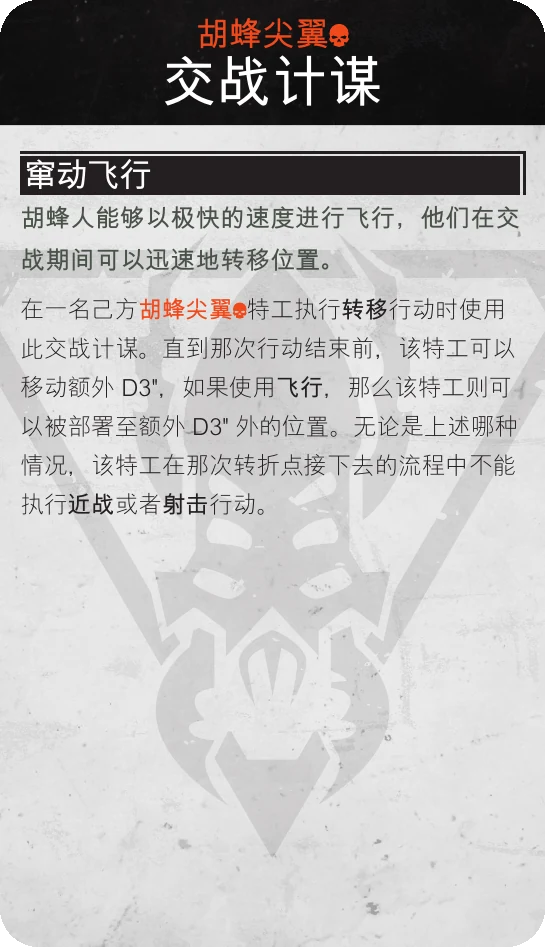 胡蜂尖翼
交战计谋
窜动飞行
胡蜂人能够以极快的速度进行飞行，他们在交
战期间可以迅速地转移位置。
在一名己方胡蜂尖翼特工执行转移行动时使用
此交战计谋。直到那次行动结束前，该特工可以
移动额外 D3"，如果使用飞行，那么该特工则可
以被部署至额外 D3" 外的位置。无论是上述哪种
情况，该特工在那次转折点接下去的流程中不能
执行近战或者射击行动。